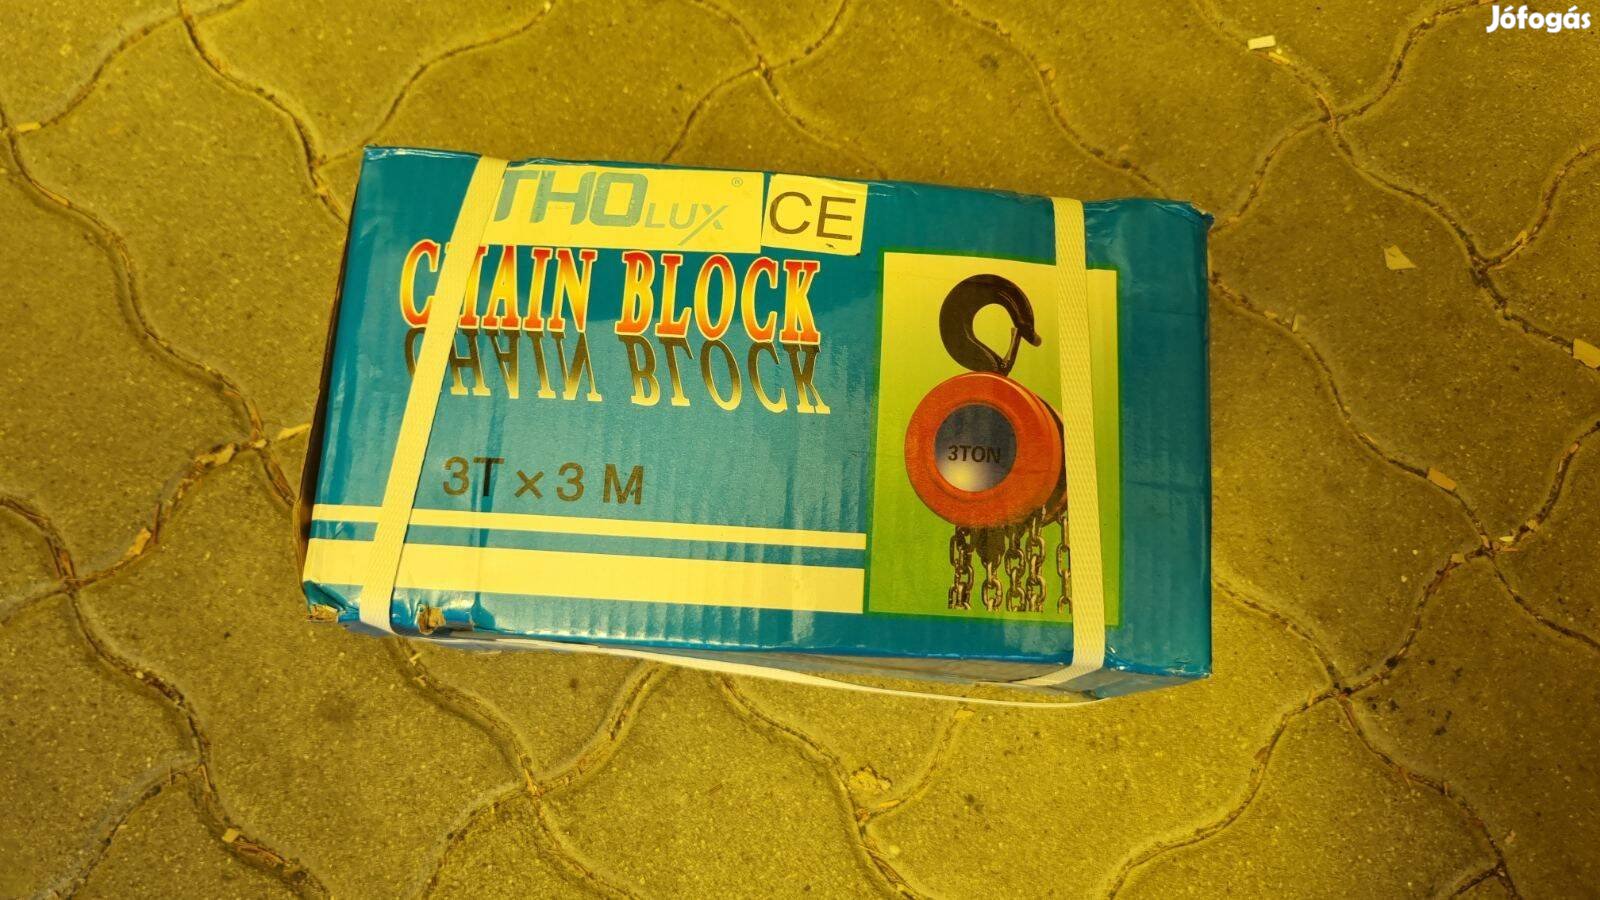 Jófogás
THOLUX ® CE
CHAIN BLOCK
CHAIN BLOCK
3T × 3 M
3TON